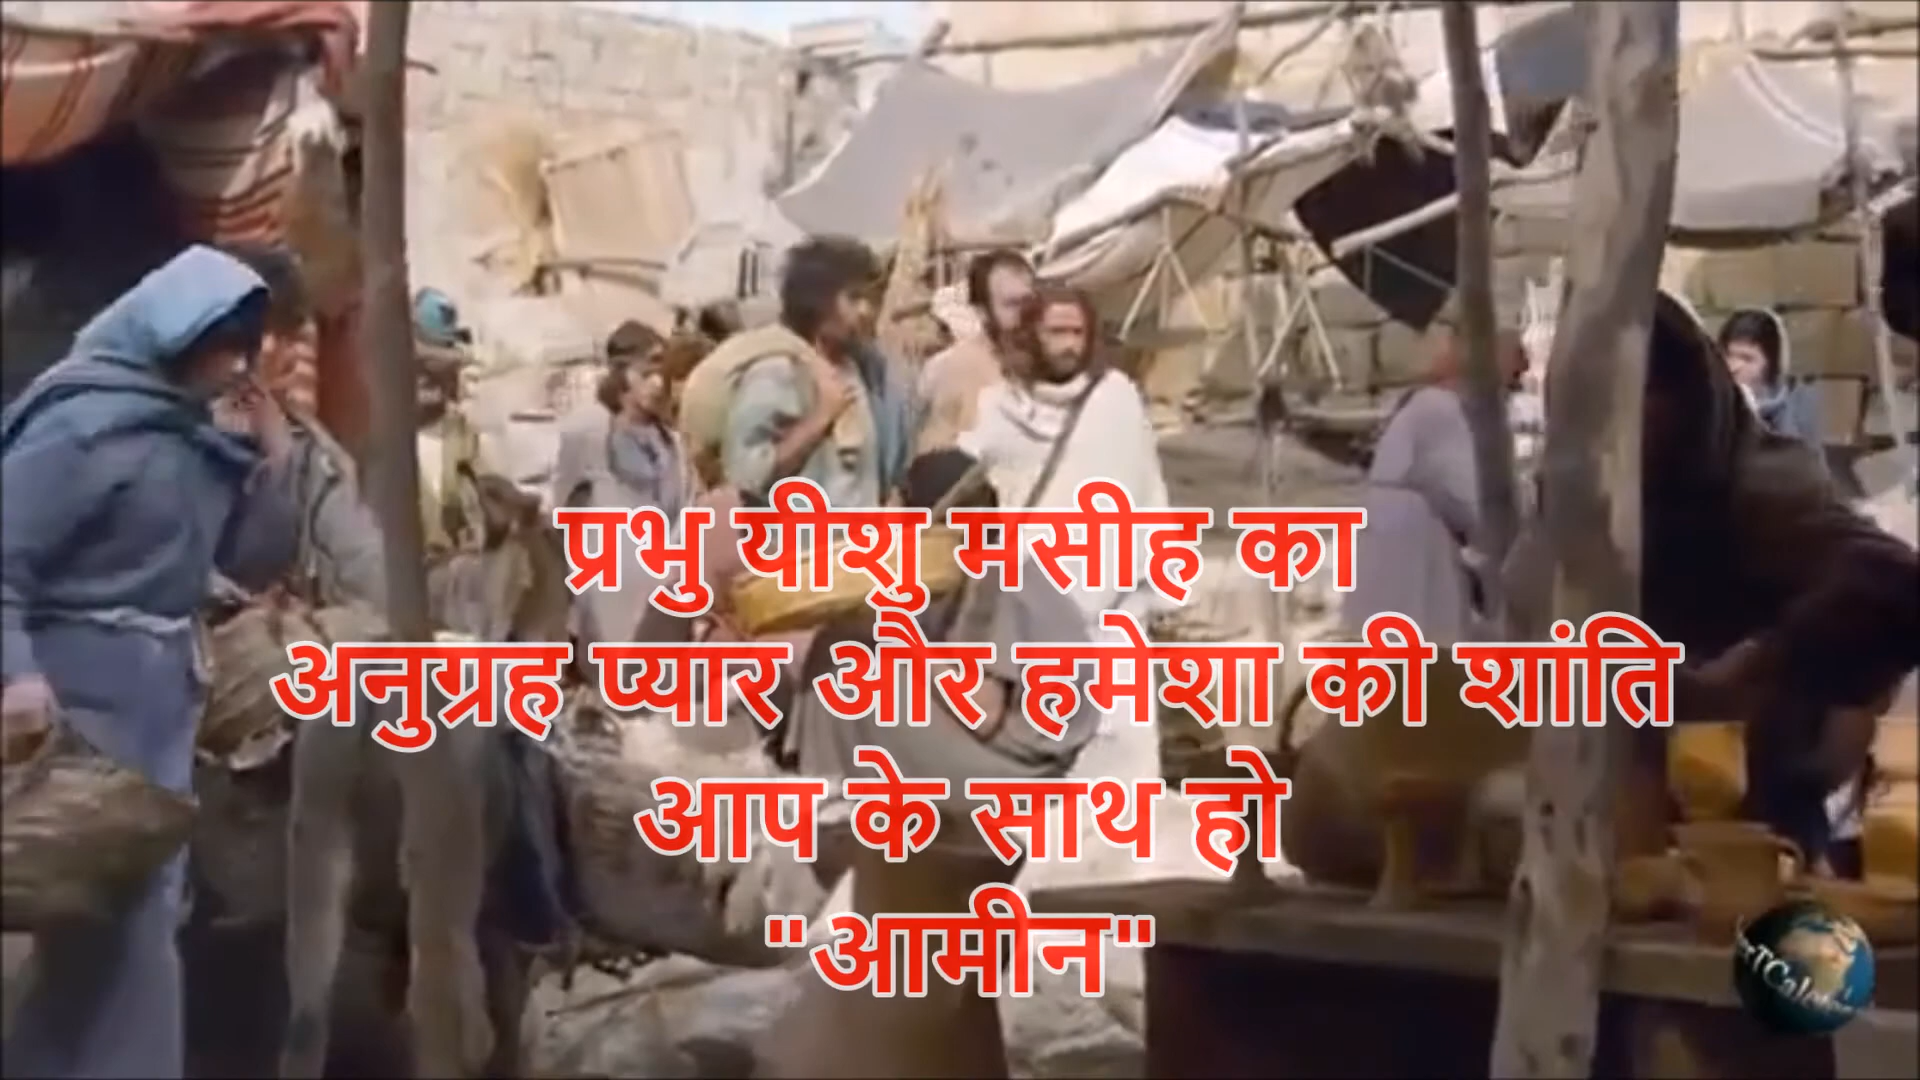 प्रभु यीशु मसीह का
अनुग्रह प्यार और हमेशा की शांति
आप के साथ हो
"आमीन"